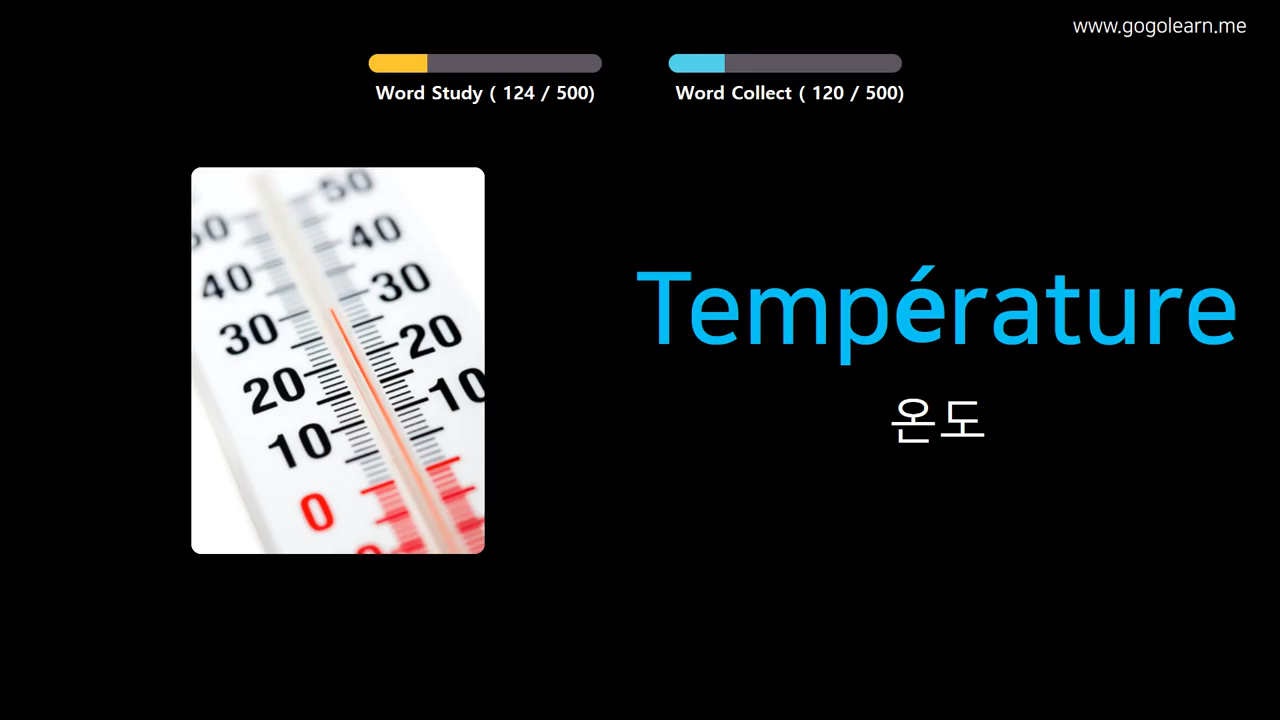 www.gogolearn.me
Word Study ( 124 / 500)
Word Collect ( 120 / 500)
50
50
40
40
30
30
20
20
10
10
0
Température
온도